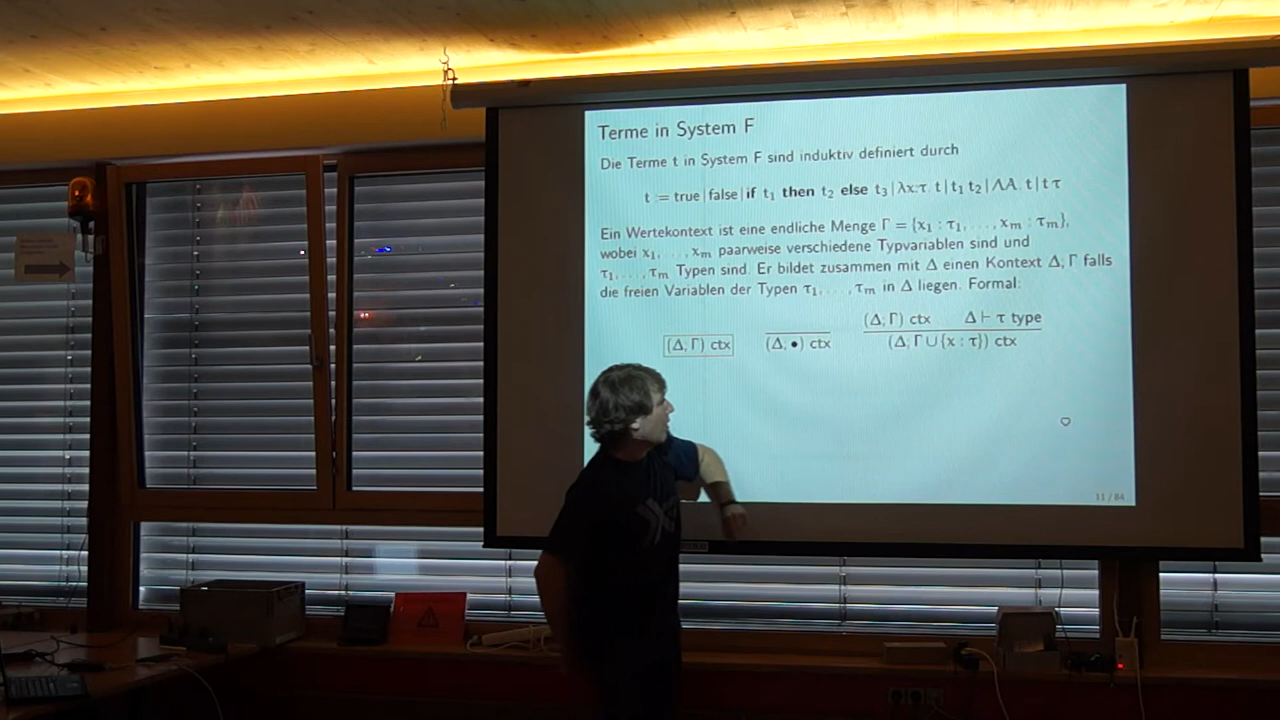 Terme in System F
Die Terme t in System F sind induktiv definiert durch
t := true | false | if t₁ then t₂ else t₃ | λx:τ. t | t₁ t₂ | ΛA. t | t τ
Ein Wertekontext ist eine endliche Menge Γ = {x₁ : τ₁, . . . , xₘ : τₘ},
wobei x₁, . . . , xₘ paarweise verschiedene Typvariablen sind und
τ₁, . . . , τₘ Typen sind. Er bildet zusammen mit Δ einen Kontext Δ; Γ falls
die freien Variablen der Typen τ₁, . . . , τₘ in Δ liegen. Formal:
(Δ; Γ) ctx Δ ⊢ τ type
(Δ; Γ) ctx (Δ; •) ctx (Δ; Γ ∪ {x : τ}) ctx
11 / 84